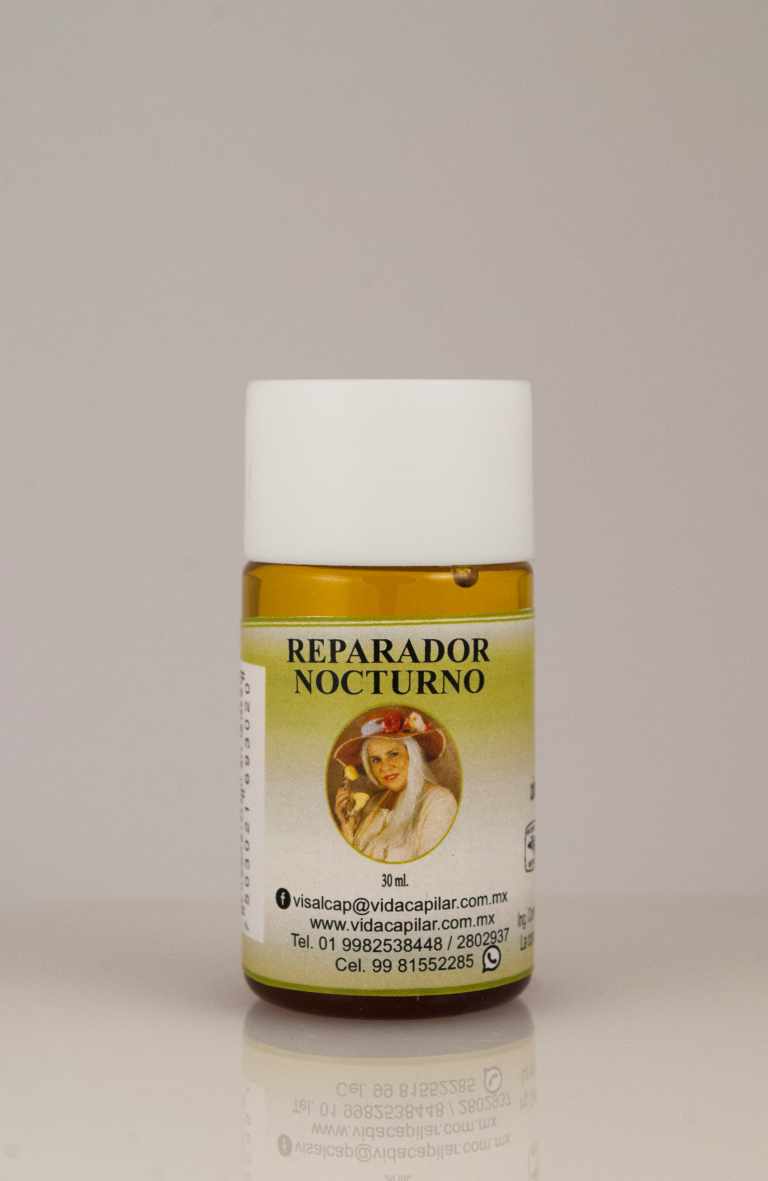 REPARADOR
NOCTURNO
30 ml.
visalcap@vidacapilar.com.mx
www.vidacapilar.com.mx
Tel. 01 9982538448 / 2802937
Cel. 99 81552285